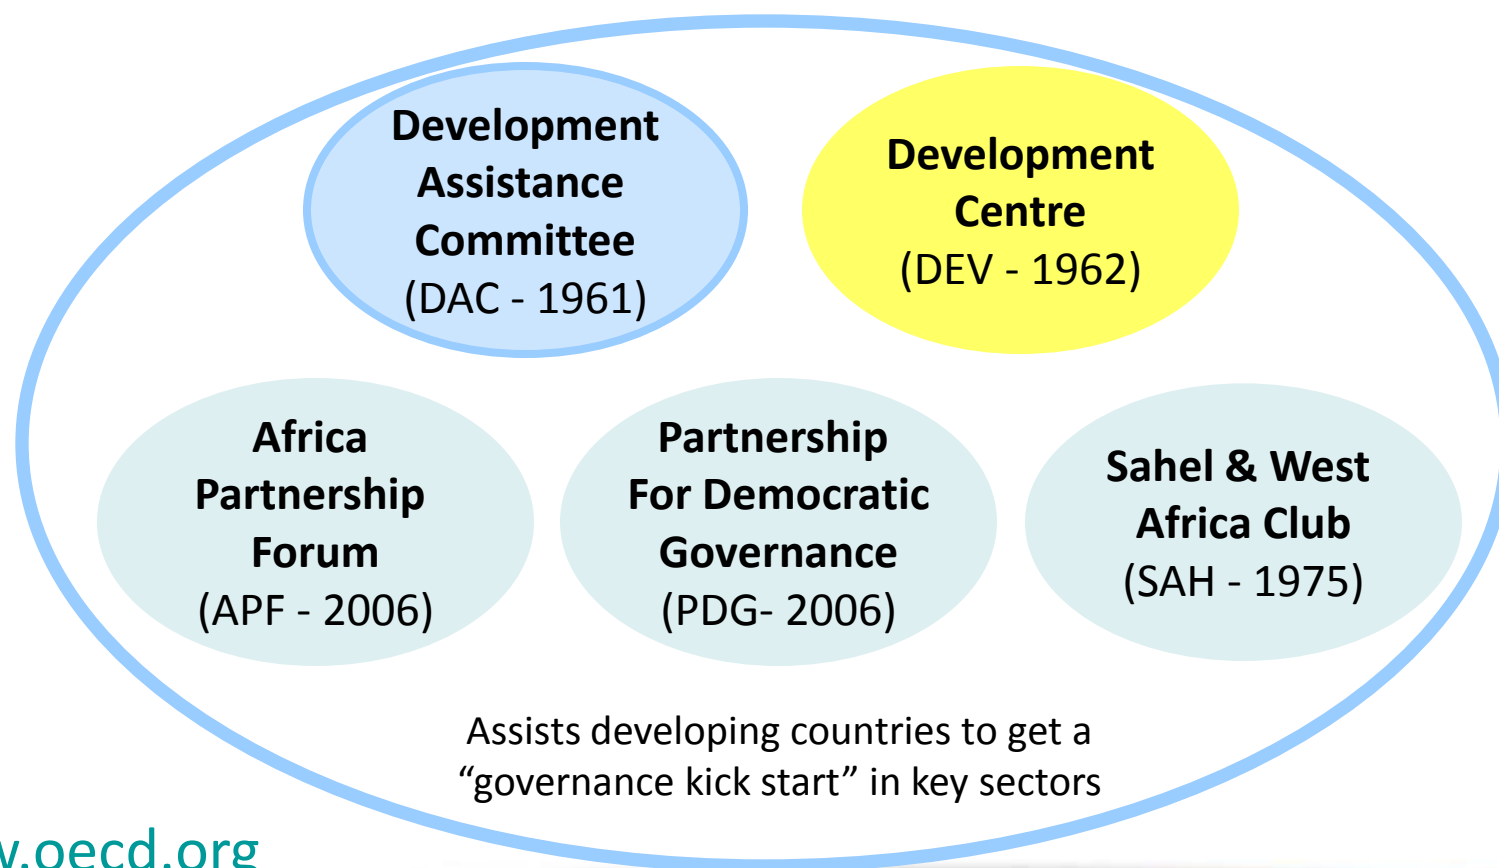 Development
Assistance
Committee
(DAC - 1961)
Development
Centre
(DEV - 1962)
Africa
Partnership
Forum
(APF - 2006)
Partnership
For Democratic
Governance
(PDG- 2006)
Sahel & West
Africa Club
(SAH - 1975)
Assists developing countries to get a
“governance kick start” in key sectors
w.oecd.org